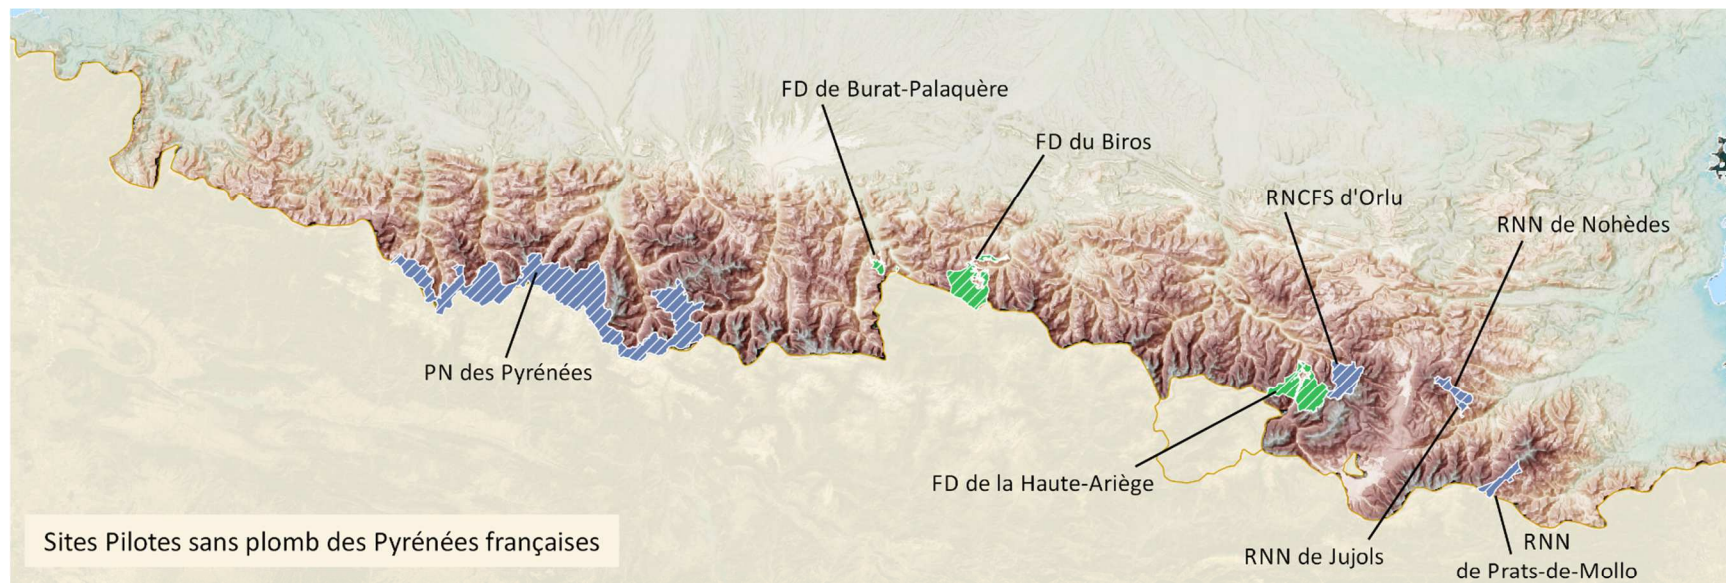 FD de Burat-Palaquère
FD du Biros
RNCFS d'Orlu
RNN de Nohèdes
PN des Pyrénées
FD de la Haute-Ariège
Sites Pilotes sans plomb des Pyrénées françaises
RNN de Jujols
RNN
de Prats-de-Mollo